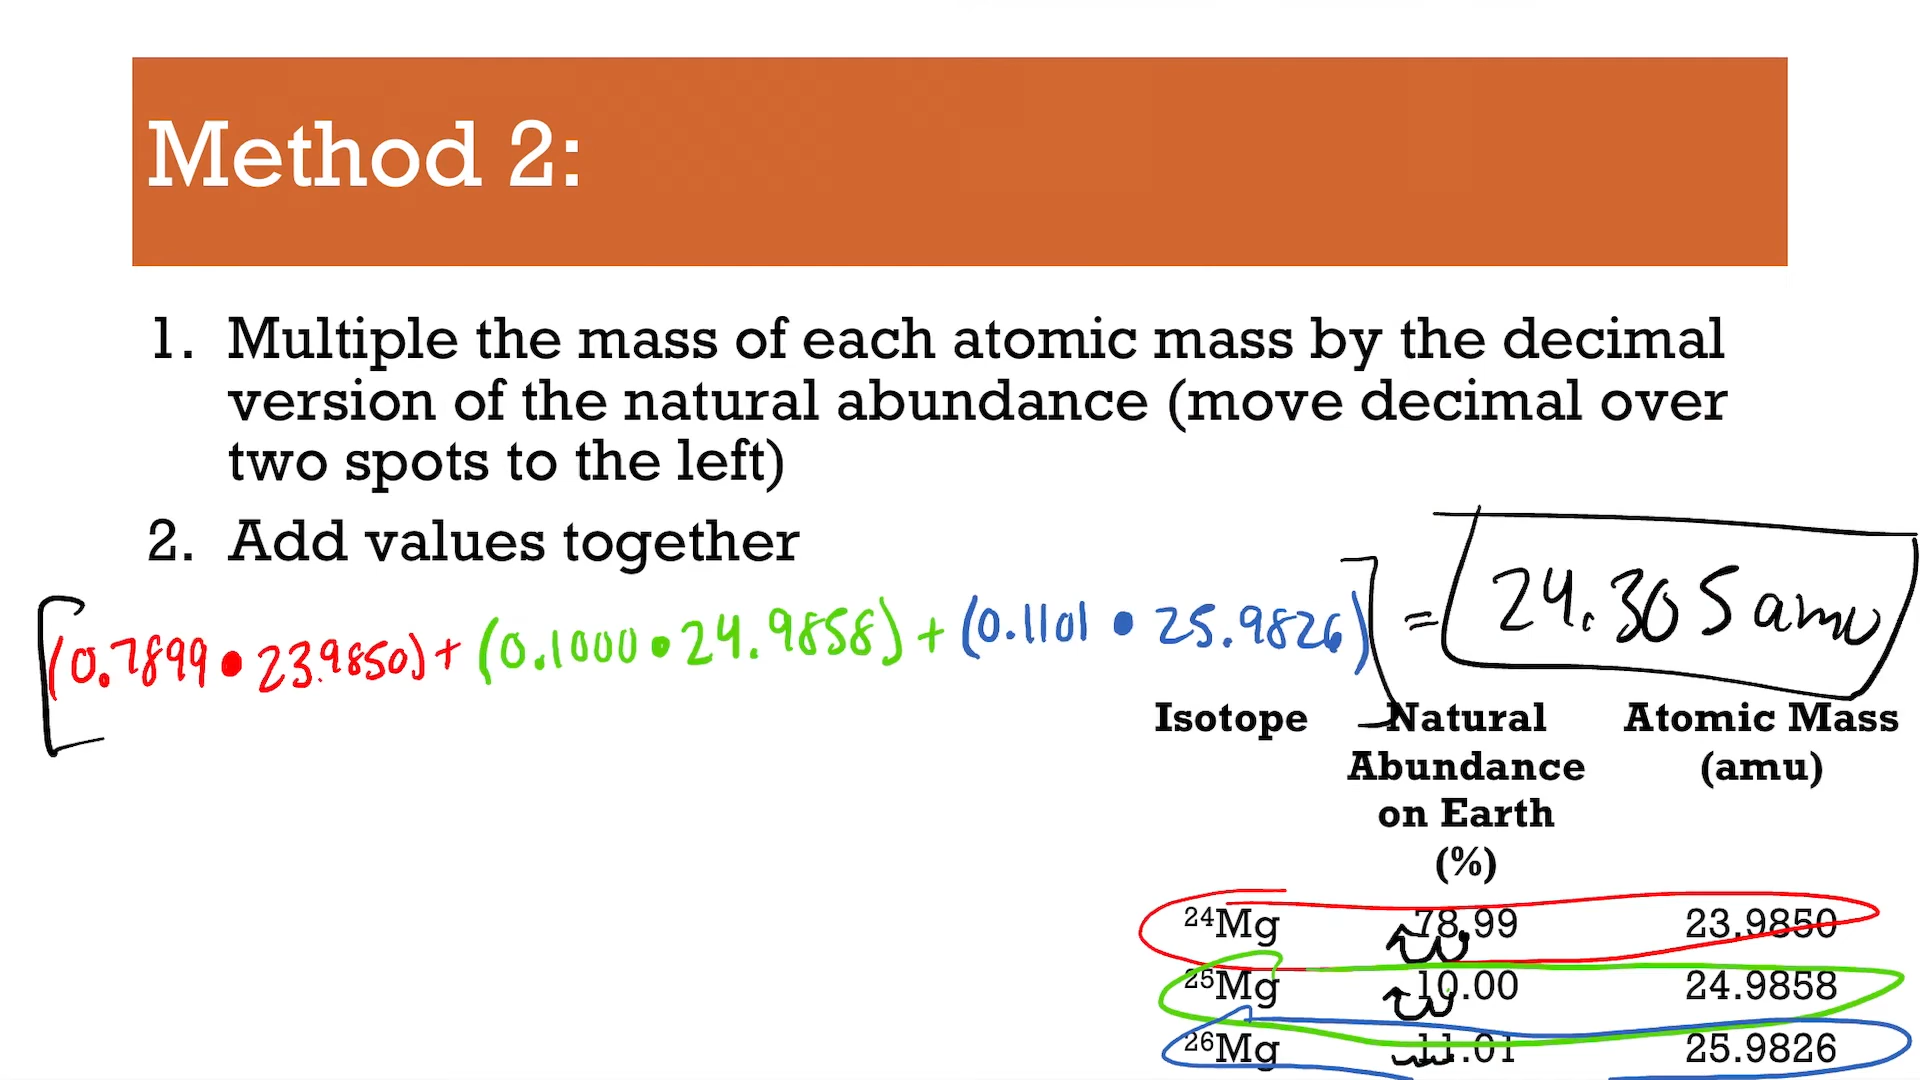 Method 2:
1. Multiple the mass of each atomic mass by the decimal
version of the natural abundance (move decimal over
two spots to the left)
2. Add values together
[(0.7899 • 23.9850) + (0.1000 • 24.9858) + (0.1101 • 25.9826)] = 24.305 amu
Isotope Natural Atomic Mass
Abundance (amu)
on Earth
(%)
²⁴Mg 78.99 23.9850
²⁵Mg 10.00 24.9858
²⁶Mg 11.01 25.9826